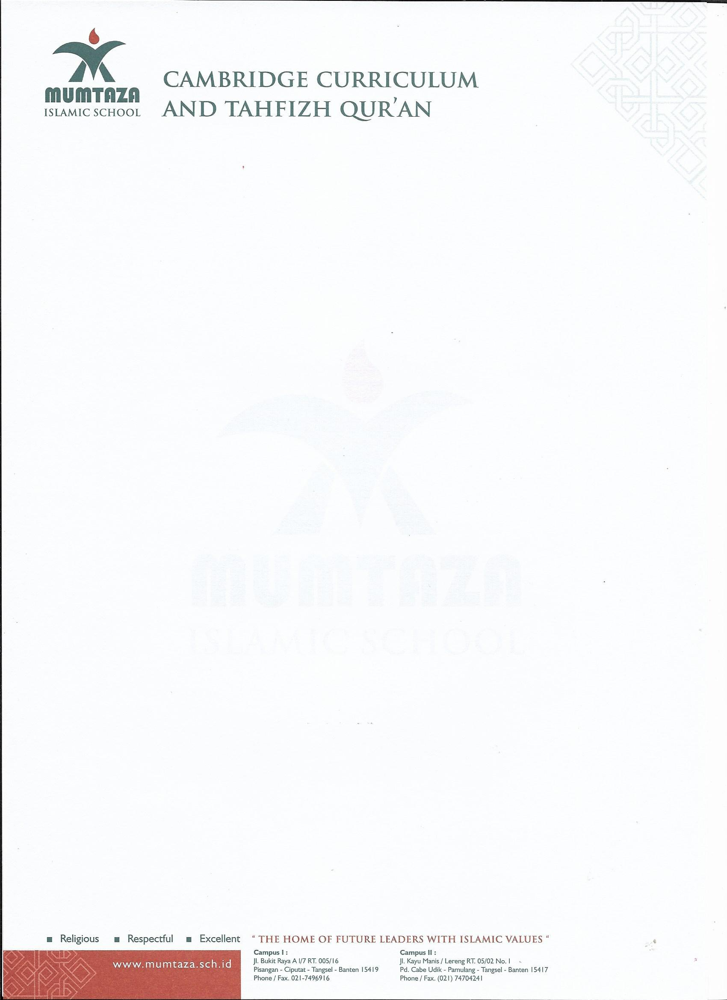 MUMTAZA
ISLAMIC SCHOOL
CAMBRIDGE CURRICULUM
AND TAHFIZH QUR'AN
MUMTAZA
ISLAMIC SCHOOL
Religious
Respectful
Excellent
“ THE HOME OF FUTURE LEADERS WITH ISLAMIC VALUES “
www.mumtaza.sch.id
Campus I :
Jl. Bukit Raya A I/7 RT. 005/16
Pisangan - Ciputat - Tangsel - Banten 15419
Phone / Fax. 021-7496916
Campus II :
Jl. Kayu Manis / Lereng RT. 05/02 No. I
Pd. Cabe Udik - Pamulang - Tangsel - Banten 15417
Phone / Fax. (021) 74704241